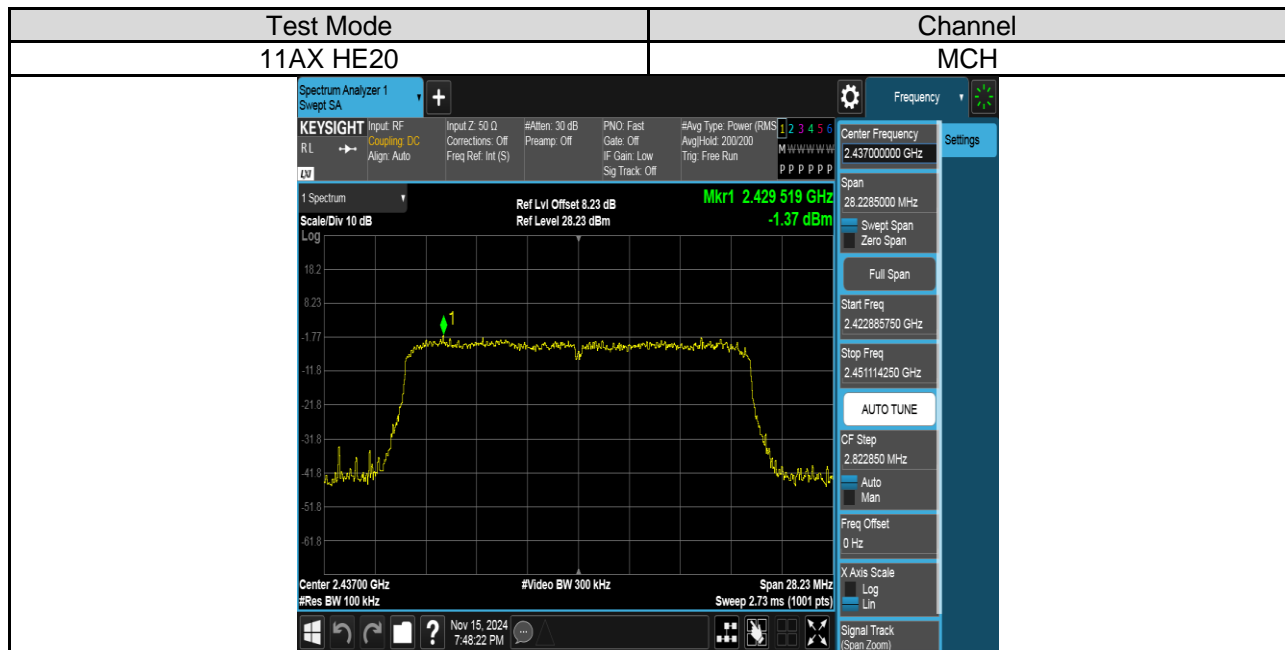 Test Mode Channel
11AX HE20 MCH
Spectrum Analyzer 1
Swept SA
+
Frequency
KEYSIGHT
RL
LXI
Input: RF
Coupling: DC
Align: Auto
Input Z: 50 Ω
Corrections: Off
Freq Ref: Int (S)
#Atten: 30 dB
Preamp: Off
PNO: Fast
Gate: Off
IF Gain: Low
Sig Track: Off
#Avg Type: Power (RMS
Avg|Hold: 200/200
Trig: Free Run
1 2 3 4 5 6
M W W W W W
P P P P P P
Center Frequency
2.437000000 GHz
Settings
1 Spectrum
Scale/Div 10 dB
Log
Ref Lvl Offset 8.23 dB
Ref Level 28.23 dBm
Mkr1 2.429 519 GHz
-1.37 dBm
Span
28.2285000 MHz
Swept Span
Zero Span
Full Span
Start Freq
2.422885750 GHz
Stop Freq
2.451114250 GHz
AUTO TUNE
CF Step
2.822850 MHz
Auto
Man
Freq Offset
0 Hz
X Axis Scale
Log
Lin
Signal Track
(Span Zoom)
18.2
8.23
1
-1.77
-11.8
-21.8
-31.8
-41.8
-51.8
-61.8
Center 2.43700 GHz
#Res BW 100 kHz
#Video BW 300 kHz
Span 28.23 MHz
Sweep 2.73 ms (1001 pts)
?
Nov 15, 2024
7:48:22 PM